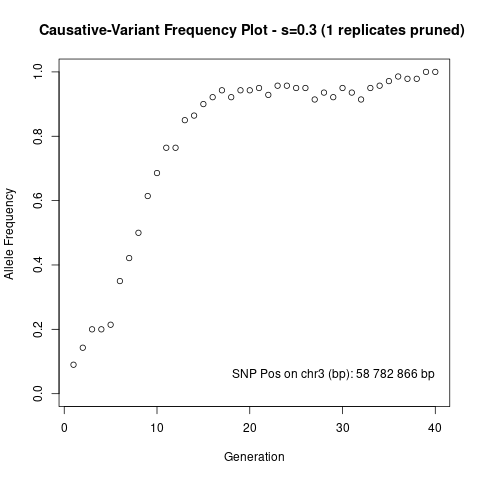 Causative-Variant Frequency Plot - s=0.3 (1 replicates pruned)
1.0
0.8
0.6
0.4
0.2
0.0
Allele Frequency
SNP Pos on chr3 (bp): 58 782 866 bp
0 10 20 30 40
Generation